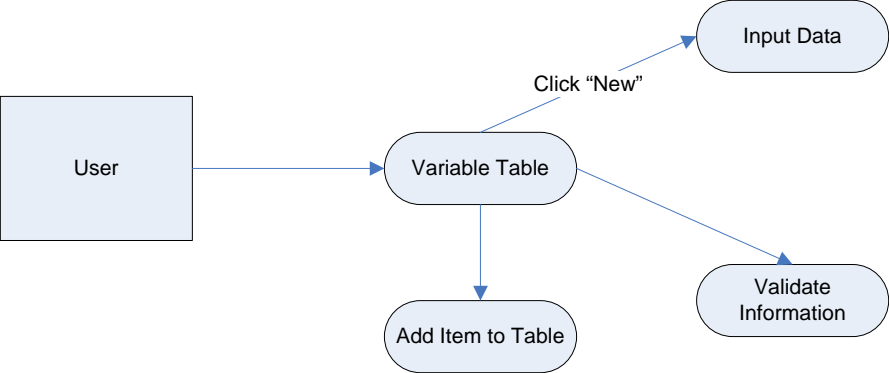 Input Data
Click “New”
User
Variable Table
Validate
Information
Add Item to Table